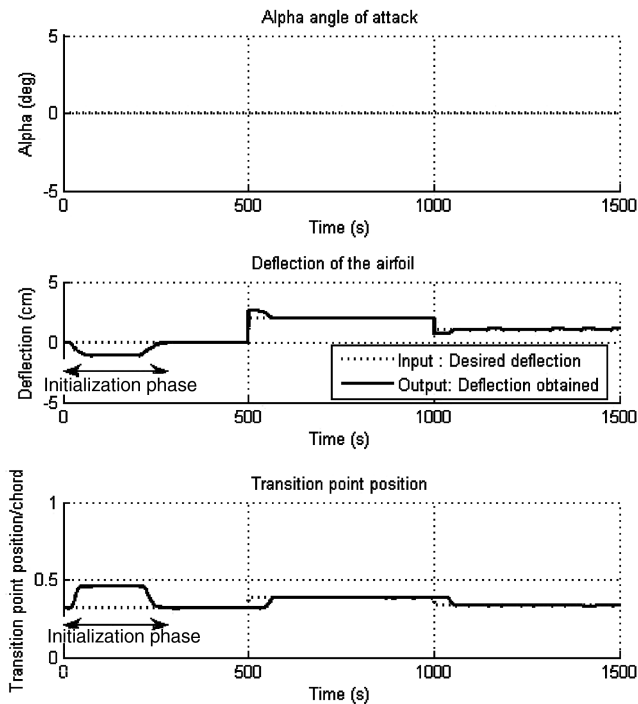 Alpha angle of attack
5
0
-5
Alpha (deg)
0 500 1000 1500
Time (s)
Deflection of the airfoil
5
0
-5
Deflection (cm)
Initialization phase
Input : Desired deflection
Output: Deflection obtained
0 500 1000 1500
Time (s)
Transition point position
1
0.5
0
Transition point position/chord
Initialization phase
0 500 1000 1500
Time (s)